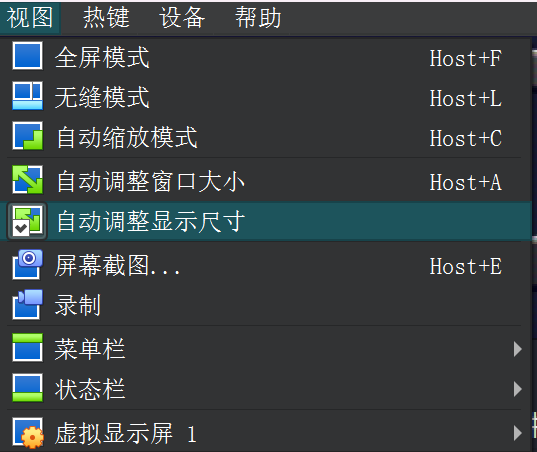 视图 热键 设备 帮助
全屏模式 Host+F
无缝模式 Host+L
自动缩放模式 Host+C
自动调整窗口大小 Host+A
自动调整显示尺寸
屏幕截图... Host+E
录制
菜单栏
状态栏
虚拟显示屏 1